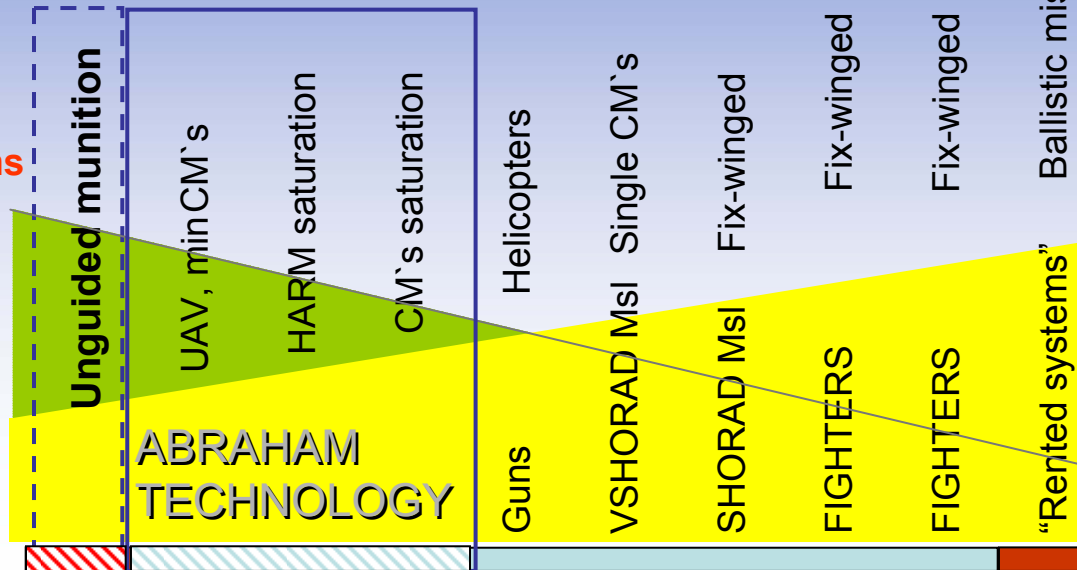 Unguided munition
UAV, minCM`s
HARM saturation
CM`s saturation
Helicopters
Single CM`s
Fix-winged
Fix-winged
Fix-winged
Ballistic
ABRAHAM
TECHNOLOGY
Guns
VSHORAD Msl
SHORAD Msl
FIGHTERS
FIGHTERS
“Rented systems”